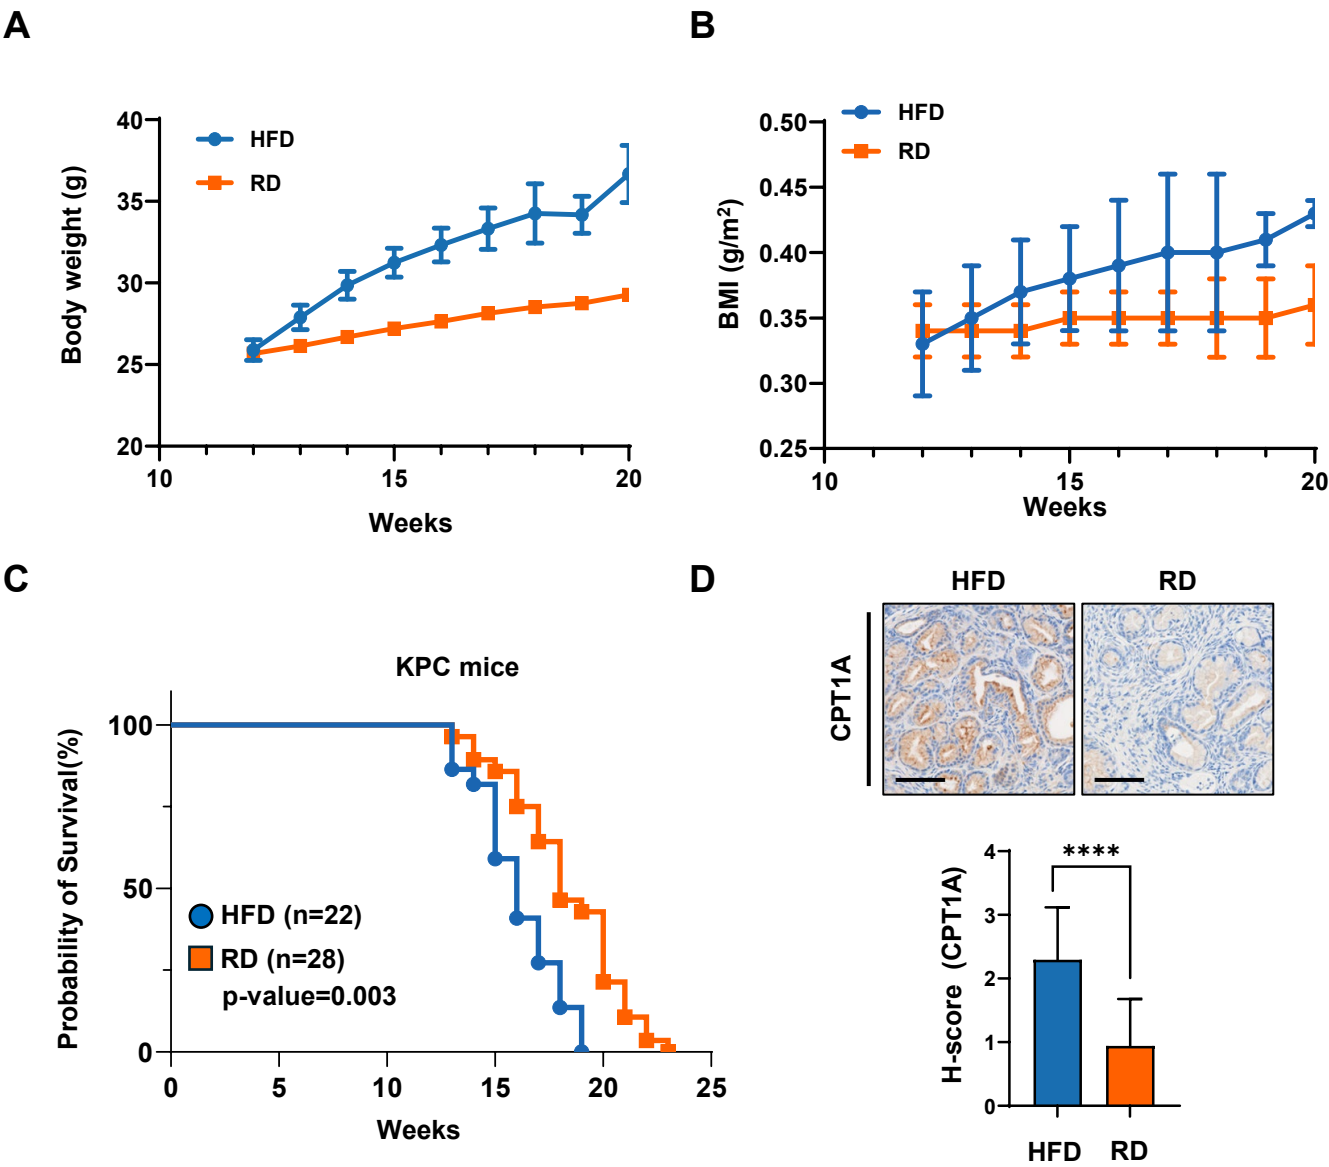 A
B
40
35
30
25
20
10
15
20
Body weight (g)
Weeks
HFD
RD
0.50
0.45
0.40
0.35
0.30
0.25
10
15
20
BMI (g/m²)
Weeks
HFD
RD
C
D
KPC mice
100
50
0
0
5
10
15
20
25
Probability of Survival(%)
Weeks
HFD (n=22)
RD (n=28)
p-value=0.003
HFD
RD
CPT1A
4
3
2
1
0
H-score (CPT1A)
****
HFD
RD